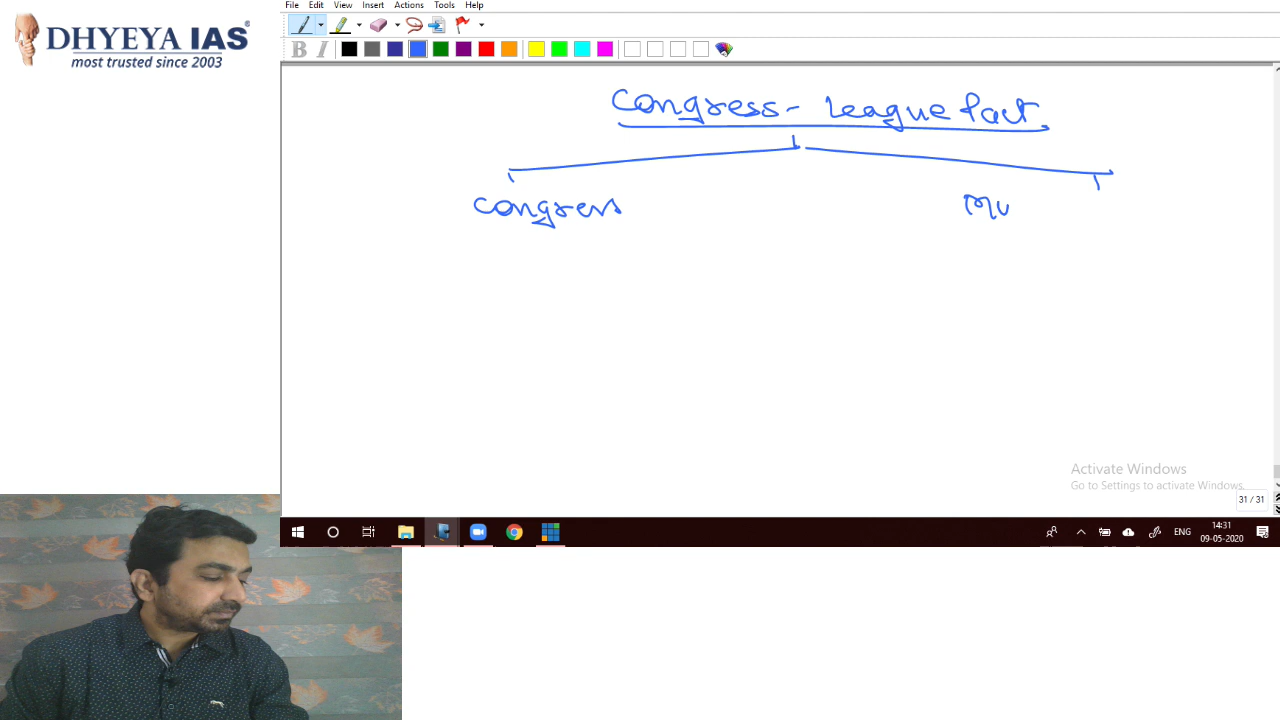 File Edit View Insert Actions Tools Help
DHYEYA IAS®
most trusted since 2003
B I
Congress - League Pact
Congress Mu
Activate Windows
Go to Settings to activate Windows.
31 / 31
ENG
14:31
09-05-2020